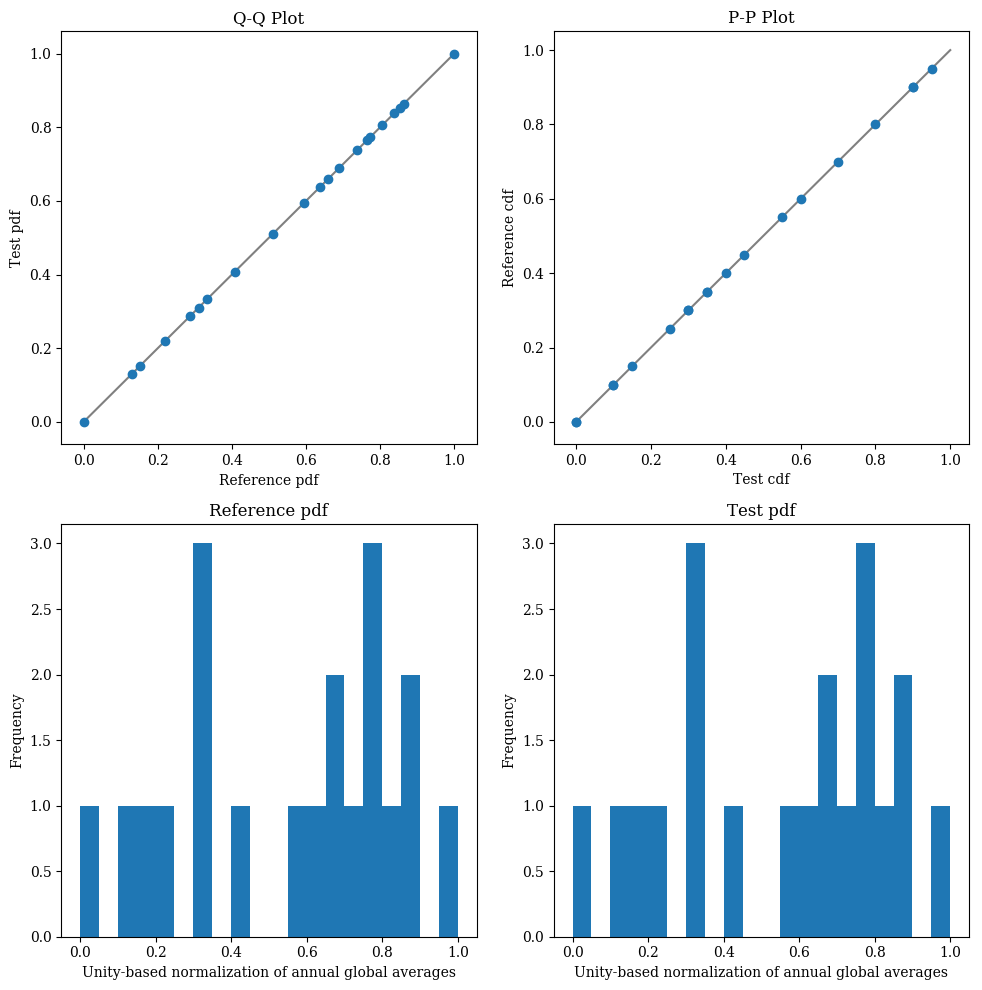 Q-Q Plot
1.0
0.8
0.6
0.4
0.2
0.0
Test pdf
0.0 0.2 0.4 0.6 0.8 1.0
Reference pdf
P-P Plot
1.0
0.8
0.6
0.4
0.2
0.0
Reference cdf
0.0 0.2 0.4 0.6 0.8 1.0
Test cdf
Reference pdf
3.0
2.5
2.0
1.5
1.0
0.5
0.0
Frequency
0.0 0.2 0.4 0.6 0.8 1.0
Unity-based normalization of annual global averages
Test pdf
3.0
2.5
2.0
1.5
1.0
0.5
0.0
Frequency
0.0 0.2 0.4 0.6 0.8 1.0
Unity-based normalization of annual global averages